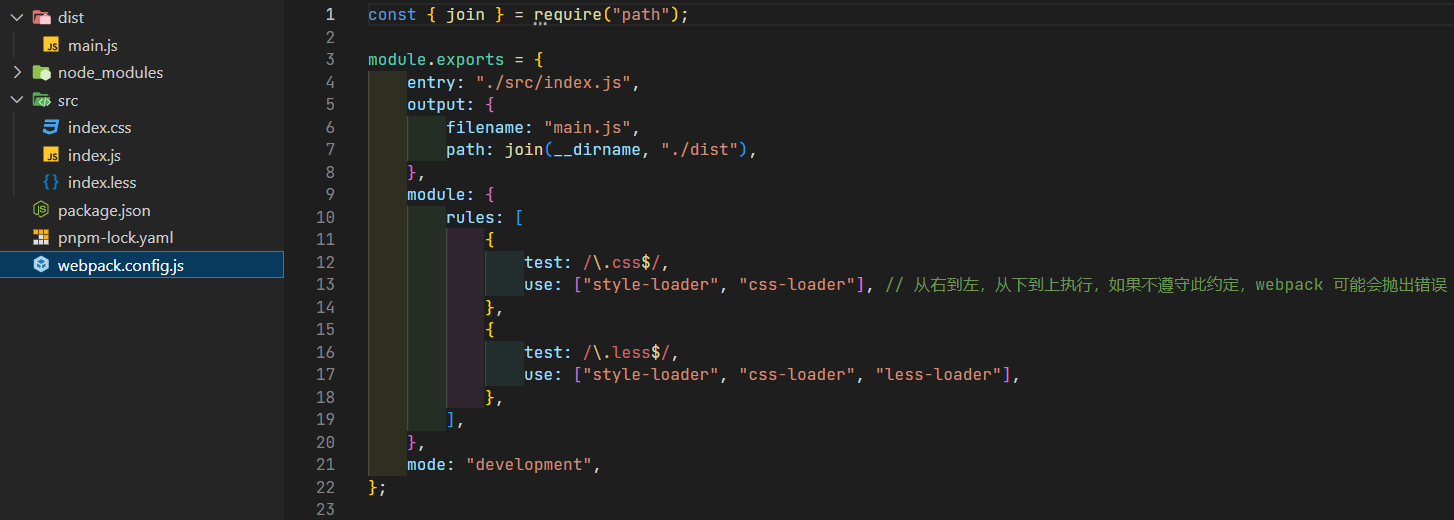 dist
main.js
node_modules
src
index.css
index.js
index.less
package.json
pnpm-lock.yaml
webpack.config.js
1 const { join } = require("path");
2
3 module.exports = {
4     entry: "./src/index.js",
5     output: {
6         filename: "main.js",
7         path: join(__dirname, "./dist"),
8     },
9     module: {
10         rules: [
11             {
12                 test: /\.css$/,
13                 use: ["style-loader", "css-loader"], // 从右到左，从下到上执行，如果不遵守此约定，webpack 可能会抛出错误
14             },
15             {
16                 test: /\.less$/,
17                 use: ["style-loader", "css-loader", "less-loader"],
18             },
19         ],
20     },
21     mode: "development",
22 };
23